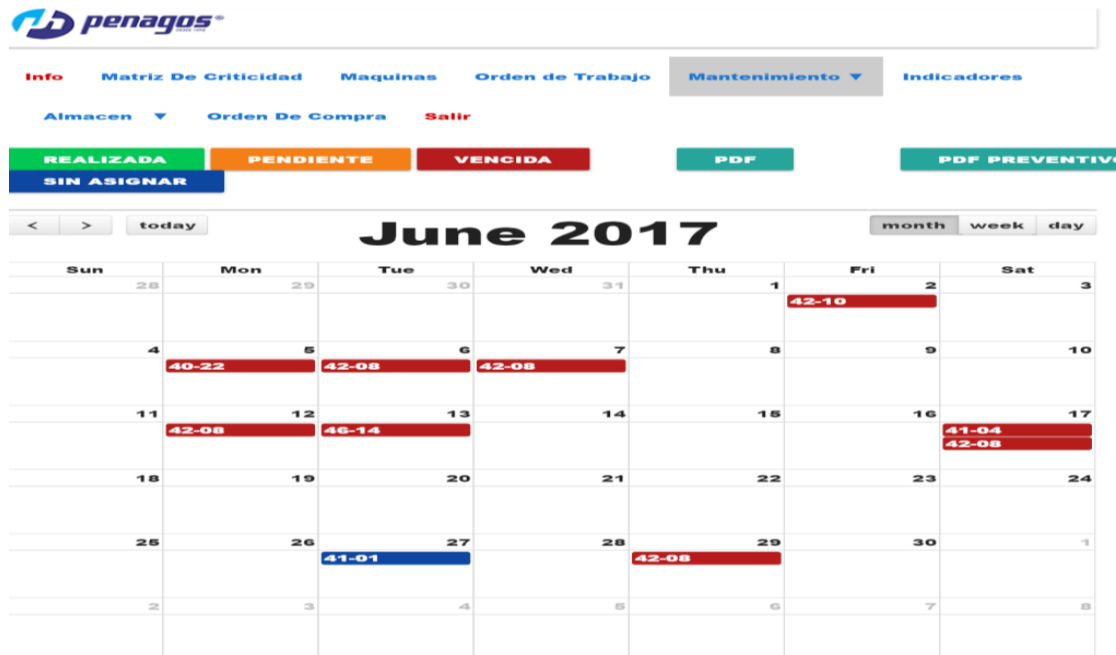 penagos
Info Matriz De Criticidad Maquinas Orden de Trabajo Mantenimiento ▼ Indicadores
Almacen ▼ Orden De Compra Salir
REALIZADA PENDIENTE VENCIDA PDF PDF PREVENTIVO
SIN ASIGNAR
< > today June 2017 month week day
Sun Mon Tue Wed Thu Fri Sat
28 29 30 31 1 2 3
42-10
4 5 6 7 8 9 10
40-22 42-08 42-08
11 12 13 14 15 16 17
42-08 46-14 41-04
42-08
18 19 20 21 22 23 24
25 26 27 28 29 30 1
41-01 42-08
2 3 4 5 6 7 8